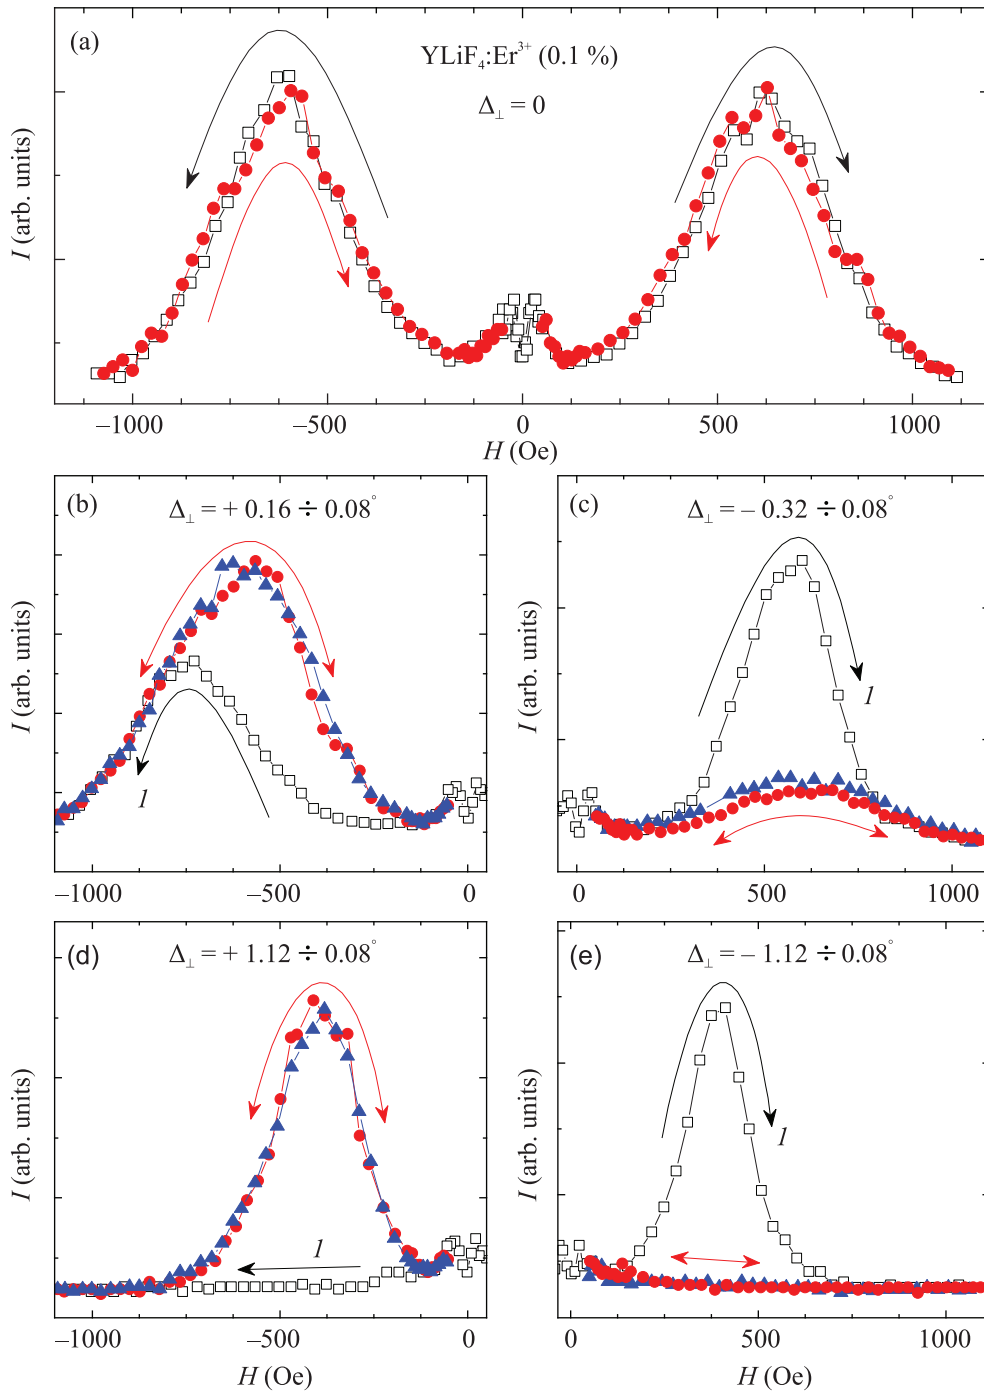 (a)
YLiF₄:Er³⁺ (0.1 %)
Δ⊥ = 0
I (arb. units)
–1000 –500 0 500 1000
H (Oe)
(b)
Δ⊥ = + 0.16 ÷ 0.08°
I (arb. units)
1
–1000 –500 0
(c)
Δ⊥ = – 0.32 ÷ 0.08°
I (arb. units)
1
0 500 1000
(d)
Δ⊥ = + 1.12 ÷ 0.08°
I (arb. units)
1
–1000 –500 0
H (Oe)
(e)
Δ⊥ = – 1.12 ÷ 0.08°
I (arb. units)
1
0 500 1000
H (Oe)